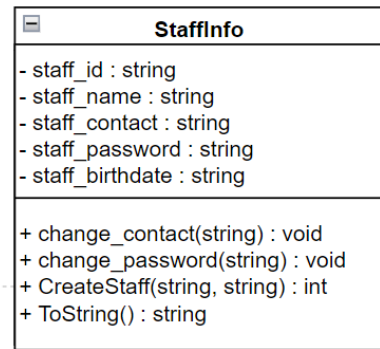 StaffInfo
- staff_id : string
- staff_name : string
- staff_contact : string
- staff_password : string
- staff_birthdate : string
+ change_contact(string) : void
+ change_password(string) : void
+ CreateStaff(string, string) : int
+ ToString() : string